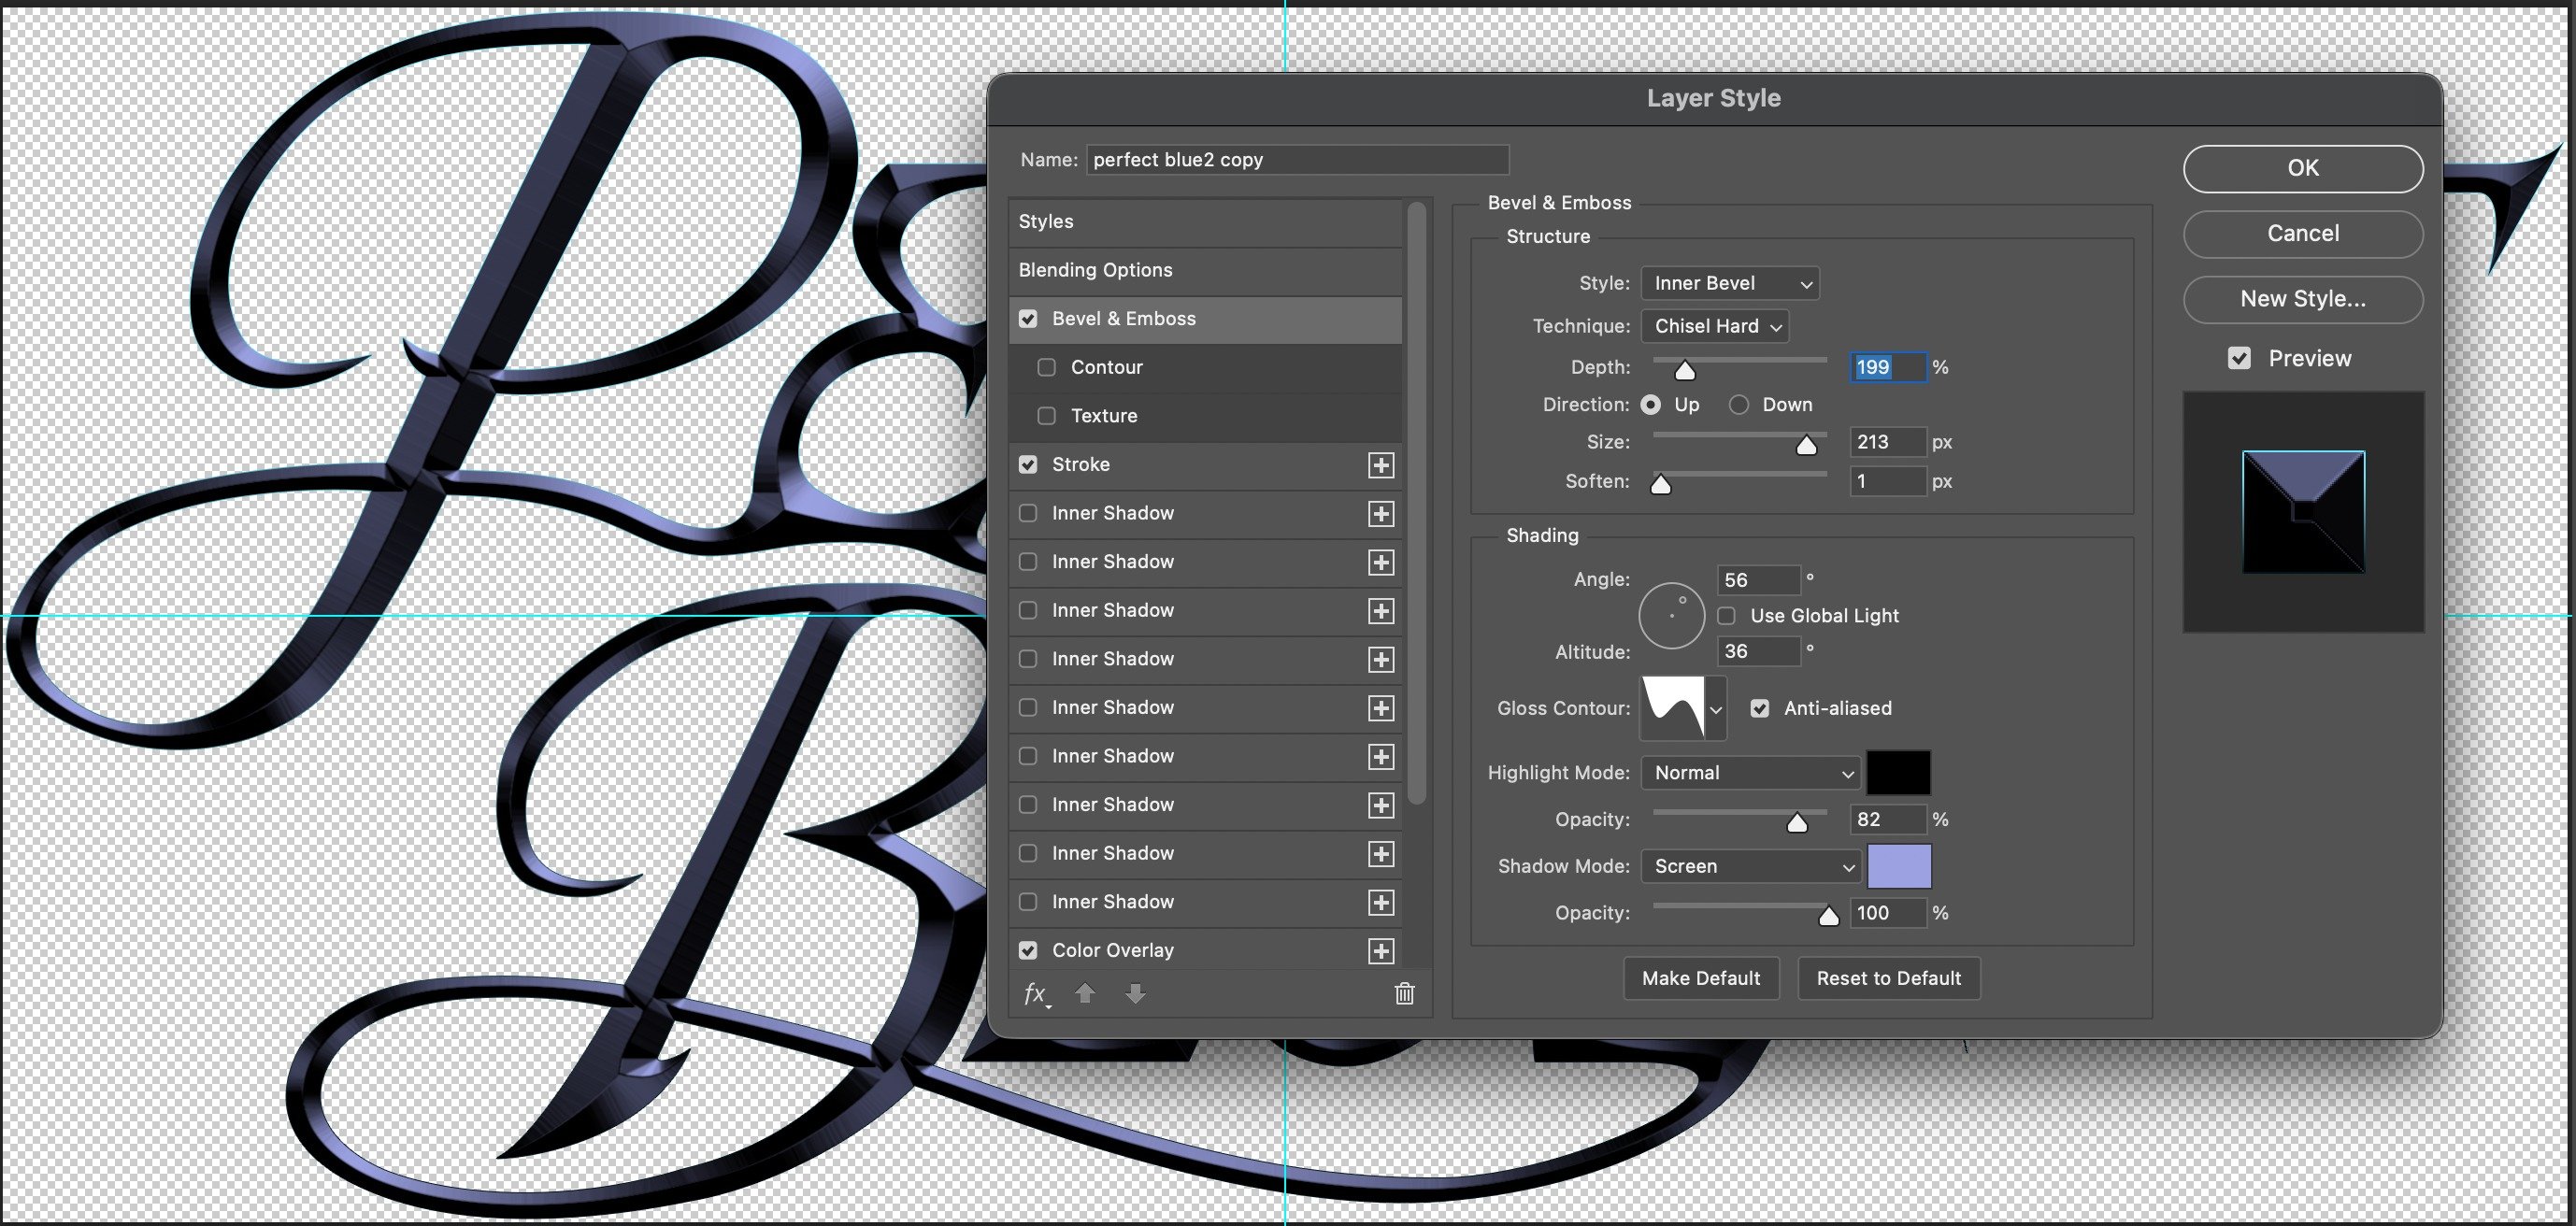 Layer Style
Name: perfect blue2 copy
Styles
Blending Options
Bevel & Emboss
Contour
Texture
Stroke
Inner Shadow
Inner Shadow
Inner Shadow
Inner Shadow
Inner Shadow
Inner Shadow
Inner Shadow
Inner Shadow
Inner Shadow
Color Overlay
fx
Bevel & Emboss
Structure
Style: Inner Bevel
Technique: Chisel Hard
Depth: 199 %
Direction: Up Down
Size: 213 px
Soften: 1 px
Shading
Angle: 56 °
Use Global Light
Altitude: 36 °
Gloss Contour: Anti-aliased
Highlight Mode: Normal
Opacity: 82 %
Shadow Mode: Screen
Opacity: 100 %
Make Default Reset to Default
OK
Cancel
New Style...
Preview